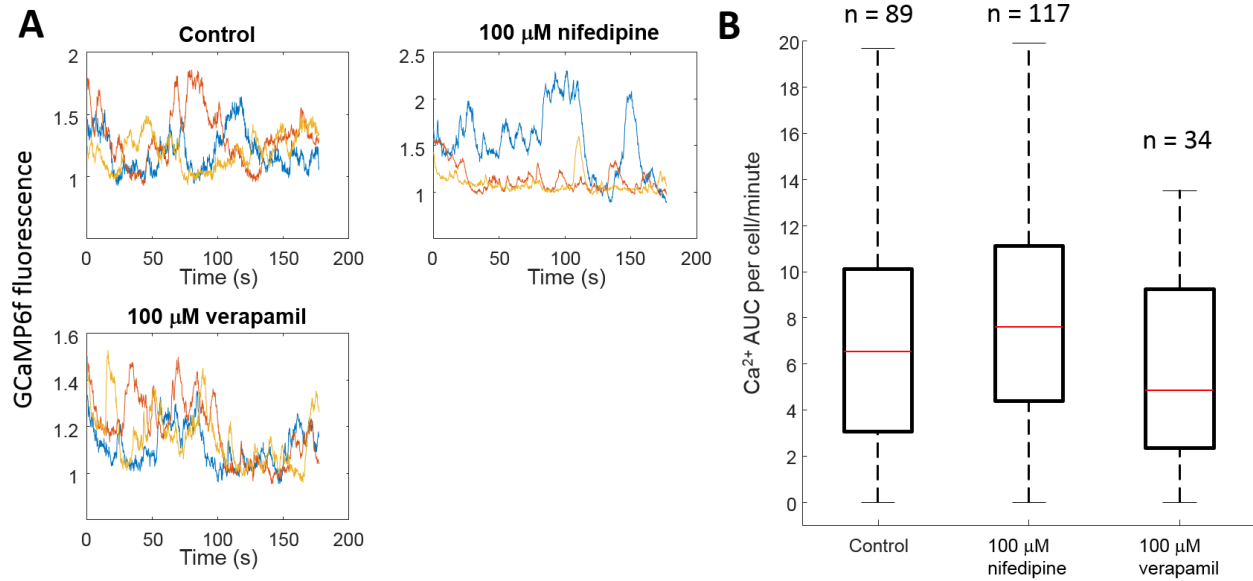 A
Control
2
1.5
1
0
50
100
150
200
Time (s)
100 μM nifedipine
2.5
2
1.5
1
0
50
100
150
200
Time (s)
GCaMP6f fluorescence
100 μM verapamil
1.6
1.4
1.2
1
0
50
100
150
200
Time (s)
B
n = 89
n = 117
n = 34
Ca²⁺ AUC per cell/minute
20
18
16
14
12
10
8
6
4
2
0
Control
100 μM
nifedipine
100 μM
verapamil